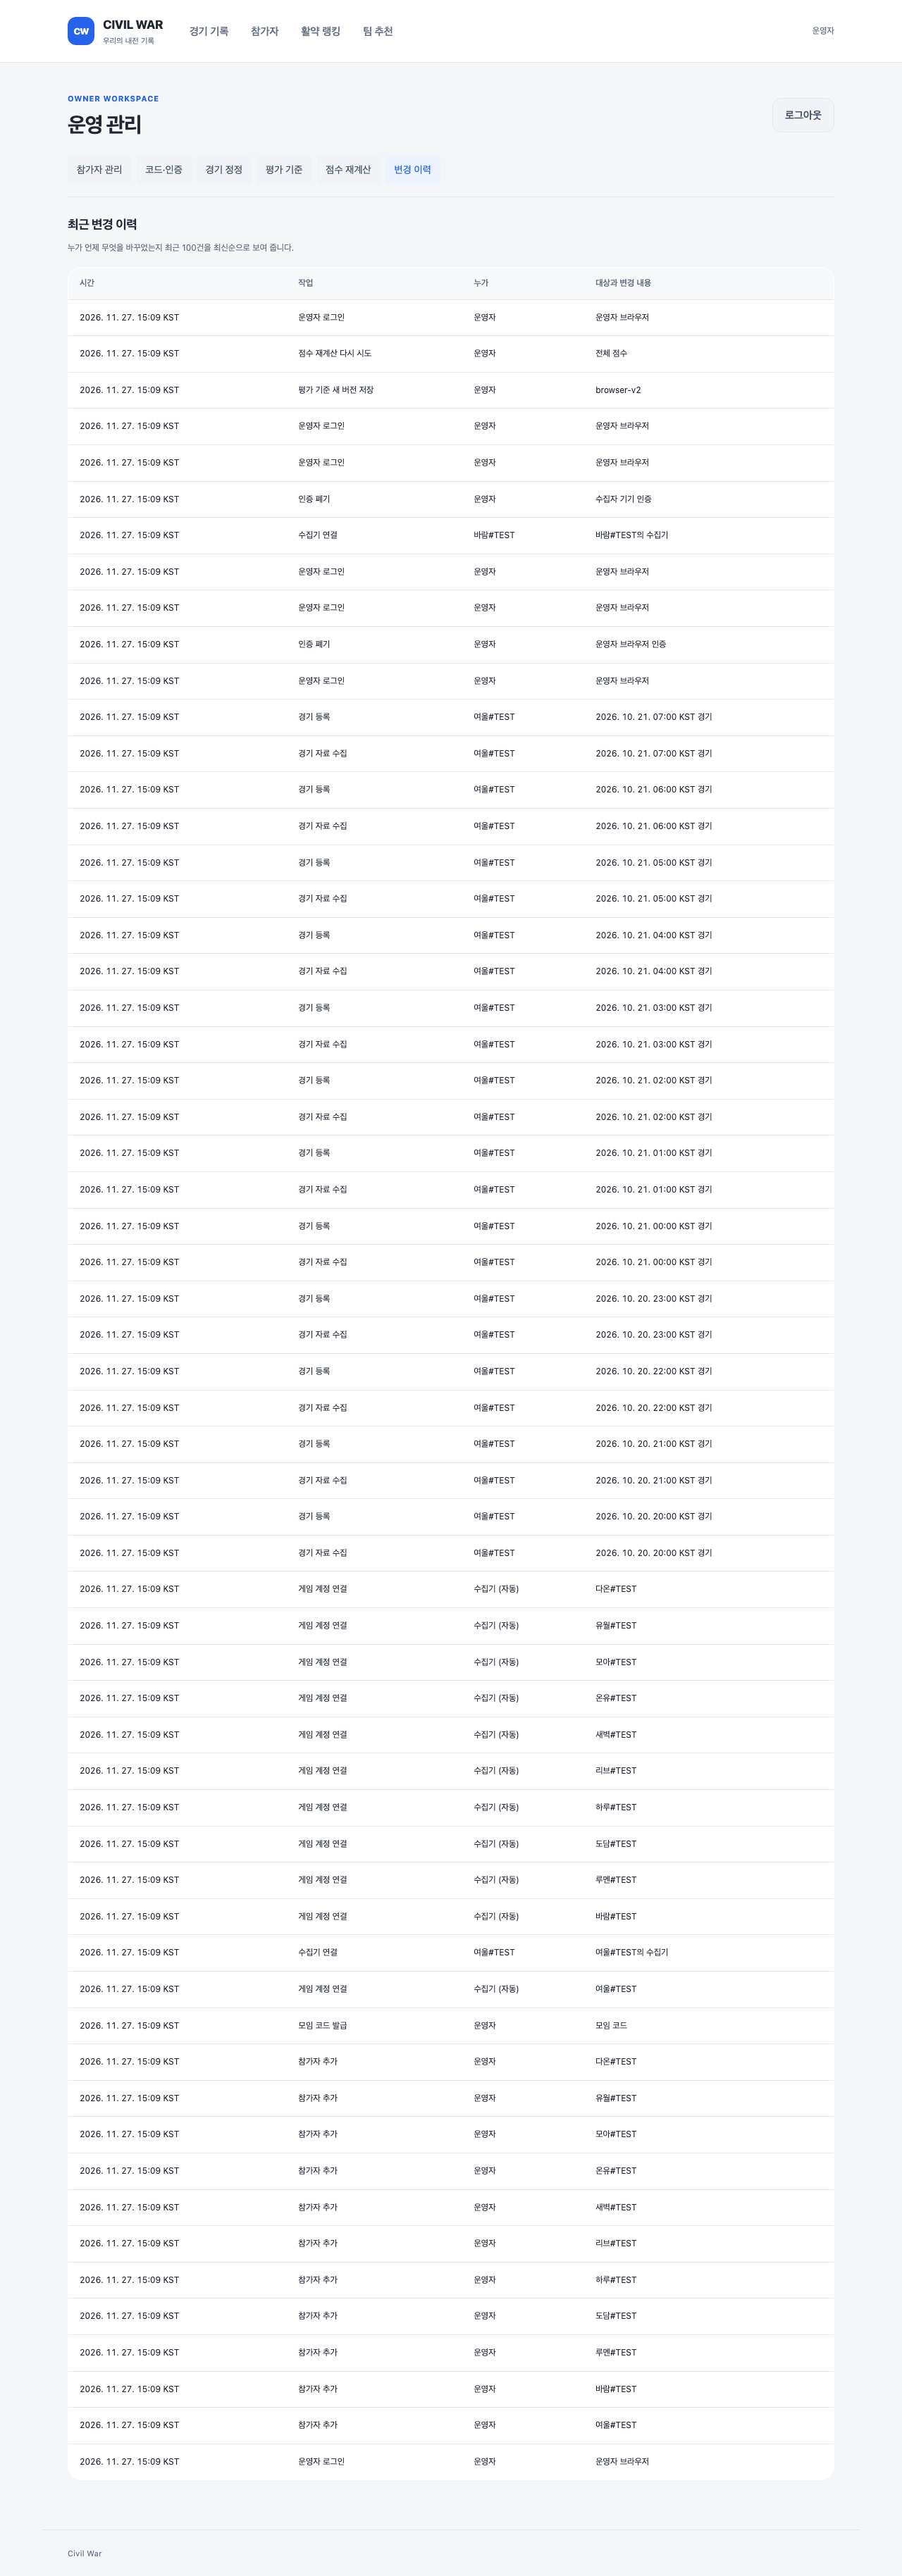 CW
CIVIL WAR
우리의 내전 기록
경기 기록 참가자 활약 랭킹 팀 추천
운영자
OWNER WORKSPACE
운영 관리
로그아웃
참가자 관리 코드·인증 경기 정정 평가 기준 점수 재계산 변경 이력
최근 변경 이력
누가 언제 무엇을 바꾸었는지 최근 100건을 최신순으로 보여 줍니다.
시간 작업 누가 대상과 변경 내용
2026. 11. 27. 15:09 KST 운영자 로그인 운영자 운영자 브라우저
2026. 11. 27. 15:09 KST 점수 재계산 다시 시도 운영자 전체 점수
2026. 11. 27. 15:09 KST 평가 기준 새 버전 저장 운영자 browser-v2
2026. 11. 27. 15:09 KST 운영자 로그인 운영자 운영자 브라우저
2026. 11. 27. 15:09 KST 운영자 로그인 운영자 운영자 브라우저
2026. 11. 27. 15:09 KST 인증 폐기 운영자 수집자 기기 인증
2026. 11. 27. 15:09 KST 수집기 연결 바람#TEST 바람#TEST의 수집기
2026. 11. 27. 15:09 KST 운영자 로그인 운영자 운영자 브라우저
2026. 11. 27. 15:09 KST 운영자 로그인 운영자 운영자 브라우저
2026. 11. 27. 15:09 KST 인증 폐기 운영자 운영자 브라우저 인증
2026. 11. 27. 15:09 KST 운영자 로그인 운영자 운영자 브라우저
2026. 11. 27. 15:09 KST 경기 등록 여울#TEST 2026. 10. 21. 07:00 KST 경기
2026. 11. 27. 15:09 KST 경기 자료 수집 여울#TEST 2026. 10. 21. 07:00 KST 경기
2026. 11. 27. 15:09 KST 경기 등록 여울#TEST 2026. 10. 21. 06:00 KST 경기
2026. 11. 27. 15:09 KST 경기 자료 수집 여울#TEST 2026. 10. 21. 06:00 KST 경기
2026. 11. 27. 15:09 KST 경기 등록 여울#TEST 2026. 10. 21. 05:00 KST 경기
2026. 11. 27. 15:09 KST 경기 자료 수집 여울#TEST 2026. 10. 21. 05:00 KST 경기
2026. 11. 27. 15:09 KST 경기 등록 여울#TEST 2026. 10. 21. 04:00 KST 경기
2026. 11. 27. 15:09 KST 경기 자료 수집 여울#TEST 2026. 10. 21. 04:00 KST 경기
2026. 11. 27. 15:09 KST 경기 등록 여울#TEST 2026. 10. 21. 03:00 KST 경기
2026. 11. 27. 15:09 KST 경기 자료 수집 여울#TEST 2026. 10. 21. 03:00 KST 경기
2026. 11. 27. 15:09 KST 경기 등록 여울#TEST 2026. 10. 21. 02:00 KST 경기
2026. 11. 27. 15:09 KST 경기 자료 수집 여울#TEST 2026. 10. 21. 02:00 KST 경기
2026. 11. 27. 15:09 KST 경기 등록 여울#TEST 2026. 10. 21. 01:00 KST 경기
2026. 11. 27. 15:09 KST 경기 자료 수집 여울#TEST 2026. 10. 21. 01:00 KST 경기
2026. 11. 27. 15:09 KST 경기 등록 여울#TEST 2026. 10. 21. 00:00 KST 경기
2026. 11. 27. 15:09 KST 경기 자료 수집 여울#TEST 2026. 10. 21. 00:00 KST 경기
2026. 11. 27. 15:09 KST 경기 등록 여울#TEST 2026. 10. 20. 23:00 KST 경기
2026. 11. 27. 15:09 KST 경기 자료 수집 여울#TEST 2026. 10. 20. 23:00 KST 경기
2026. 11. 27. 15:09 KST 경기 등록 여울#TEST 2026. 10. 20. 22:00 KST 경기
2026. 11. 27. 15:09 KST 경기 자료 수집 여울#TEST 2026. 10. 20. 22:00 KST 경기
2026. 11. 27. 15:09 KST 경기 등록 여울#TEST 2026. 10. 20. 21:00 KST 경기
2026. 11. 27. 15:09 KST 경기 자료 수집 여울#TEST 2026. 10. 20. 21:00 KST 경기
2026. 11. 27. 15:09 KST 경기 등록 여울#TEST 2026. 10. 20. 20:00 KST 경기
2026. 11. 27. 15:09 KST 경기 자료 수집 여울#TEST 2026. 10. 20. 20:00 KST 경기
2026. 11. 27. 15:09 KST 게임 계정 연결 수집기 (자동) 다온#TEST
2026. 11. 27. 15:09 KST 게임 계정 연결 수집기 (자동) 유월#TEST
2026. 11. 27. 15:09 KST 게임 계정 연결 수집기 (자동) 모아#TEST
2026. 11. 27. 15:09 KST 게임 계정 연결 수집기 (자동) 온유#TEST
2026. 11. 27. 15:09 KST 게임 계정 연결 수집기 (자동) 새벽#TEST
2026. 11. 27. 15:09 KST 게임 계정 연결 수집기 (자동) 리브#TEST
2026. 11. 27. 15:09 KST 게임 계정 연결 수집기 (자동) 하루#TEST
2026. 11. 27. 15:09 KST 게임 계정 연결 수집기 (자동) 도담#TEST
2026. 11. 27. 15:09 KST 게임 계정 연결 수집기 (자동) 루멘#TEST
2026. 11. 27. 15:09 KST 게임 계정 연결 수집기 (자동) 바람#TEST
2026. 11. 27. 15:09 KST 수집기 연결 여울#TEST 여울#TEST의 수집기
2026. 11. 27. 15:09 KST 게임 계정 연결 수집기 (자동) 여울#TEST
2026. 11. 27. 15:09 KST 모임 코드 발급 운영자 모임 코드
2026. 11. 27. 15:09 KST 참가자 추가 운영자 다온#TEST
2026. 11. 27. 15:09 KST 참가자 추가 운영자 유월#TEST
2026. 11. 27. 15:09 KST 참가자 추가 운영자 모아#TEST
2026. 11. 27. 15:09 KST 참가자 추가 운영자 온유#TEST
2026. 11. 27. 15:09 KST 참가자 추가 운영자 새벽#TEST
2026. 11. 27. 15:09 KST 참가자 추가 운영자 리브#TEST
2026. 11. 27. 15:09 KST 참가자 추가 운영자 하루#TEST
2026. 11. 27. 15:09 KST 참가자 추가 운영자 도담#TEST
2026. 11. 27. 15:09 KST 참가자 추가 운영자 루멘#TEST
2026. 11. 27. 15:09 KST 참가자 추가 운영자 바람#TEST
2026. 11. 27. 15:09 KST 참가자 추가 운영자 여울#TEST
2026. 11. 27. 15:09 KST 운영자 로그인 운영자 운영자 브라우저
Civil War